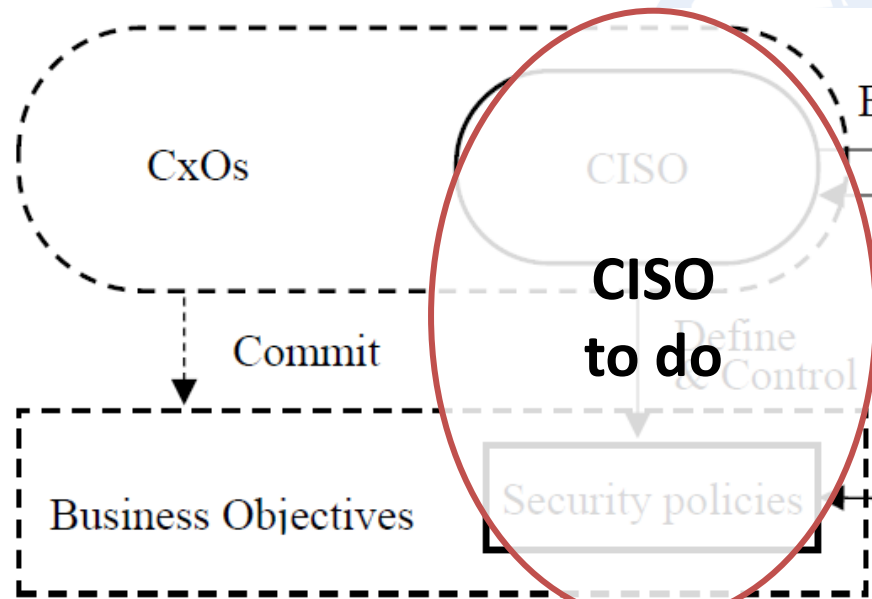 CxOs
CISO
CISO
to do
Commit
Define
& Control
Business Objectives
Security policies